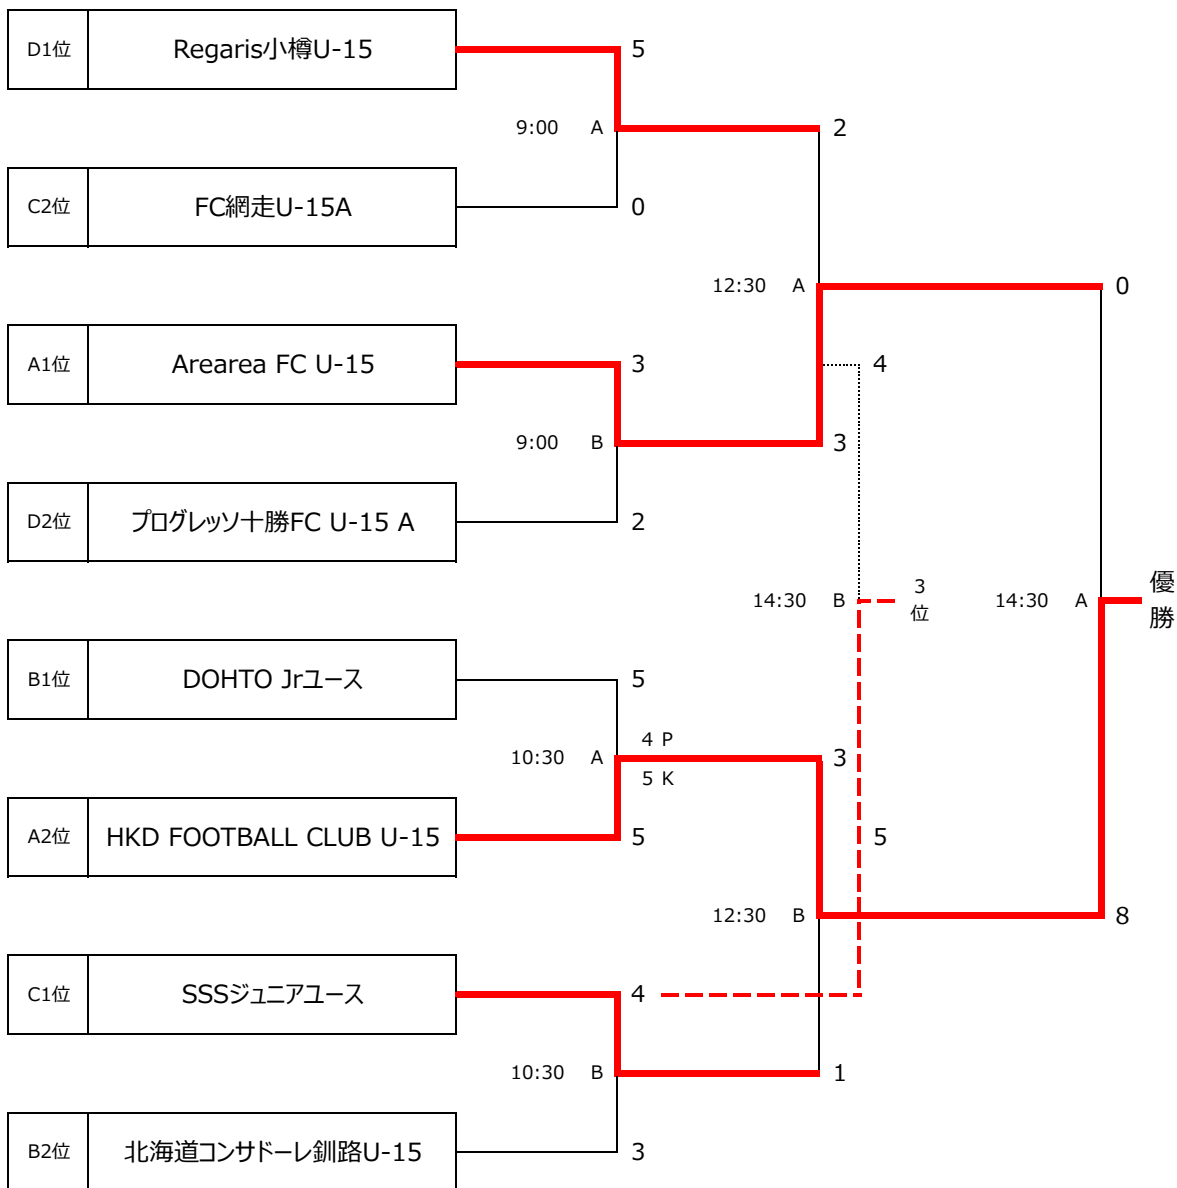 D1位 Regaris小樽U-15 5
9:00 A 2
C2位 FC網走U-15A 0
12:30 A 0
A1位 Arearea FC U-15 3 4
9:00 B 3
D2位 プログレッソ十勝FC U-15 A 2
14:30 B 3位 14:30 A 優勝
B1位 DOHTO Jrユース 5
4 P
10:30 A 3
5 K
A2位 HKD FOOTBALL CLUB U-15 5 5
12:30 B 8
C1位 SSSジュニアユース 4
10:30 B 1
B2位 北海道コンサドーレ釧路U-15 3